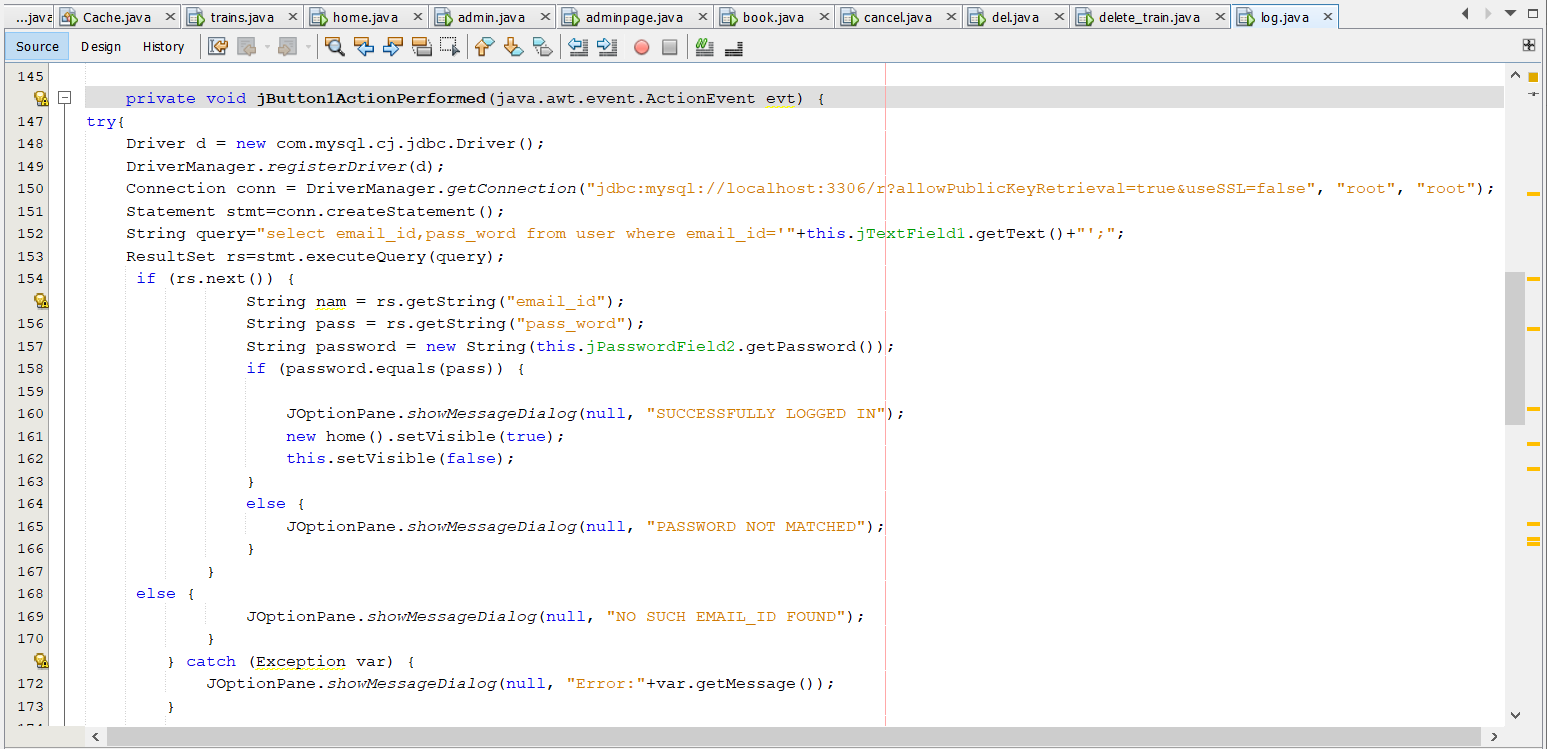 ...java Cache.java trains.java home.java admin.java adminpage.java book.java cancel.java del.java delete_train.java log.java
Source Design History
145
private void jButton1ActionPerformed(java.awt.event.ActionEvent evt) {
147 try{
148 Driver d = new com.mysql.cj.jdbc.Driver();
149 DriverManager.registerDriver(d);
150 Connection conn = DriverManager.getConnection("jdbc:mysql://localhost:3306/r?allowPublicKeyRetrieval=true&useSSL=false", "root", "root");
151 Statement stmt=conn.createStatement();
152 String query="select email_id,pass_word from user where email_id='"+this.jTextField1.getText()+"';";
153 ResultSet rs=stmt.executeQuery(query);
154 if (rs.next()) {
String nam = rs.getString("email_id");
156 String pass = rs.getString("pass_word");
157 String password = new String(this.jPasswordField2.getPassword());
158 if (password.equals(pass)) {
159
160 JOptionPane.showMessageDialog(null, "SUCCESSFULLY LOGGED IN");
161 new home().setVisible(true);
162 this.setVisible(false);
163 }
164 else {
165 JOptionPane.showMessageDialog(null, "PASSWORD NOT MATCHED");
166 }
167 }
168 else {
169 JOptionPane.showMessageDialog(null, "NO SUCH EMAIL_ID FOUND");
170 }
} catch (Exception var) {
172 JOptionPane.showMessageDialog(null, "Error:"+var.getMessage());
173 }